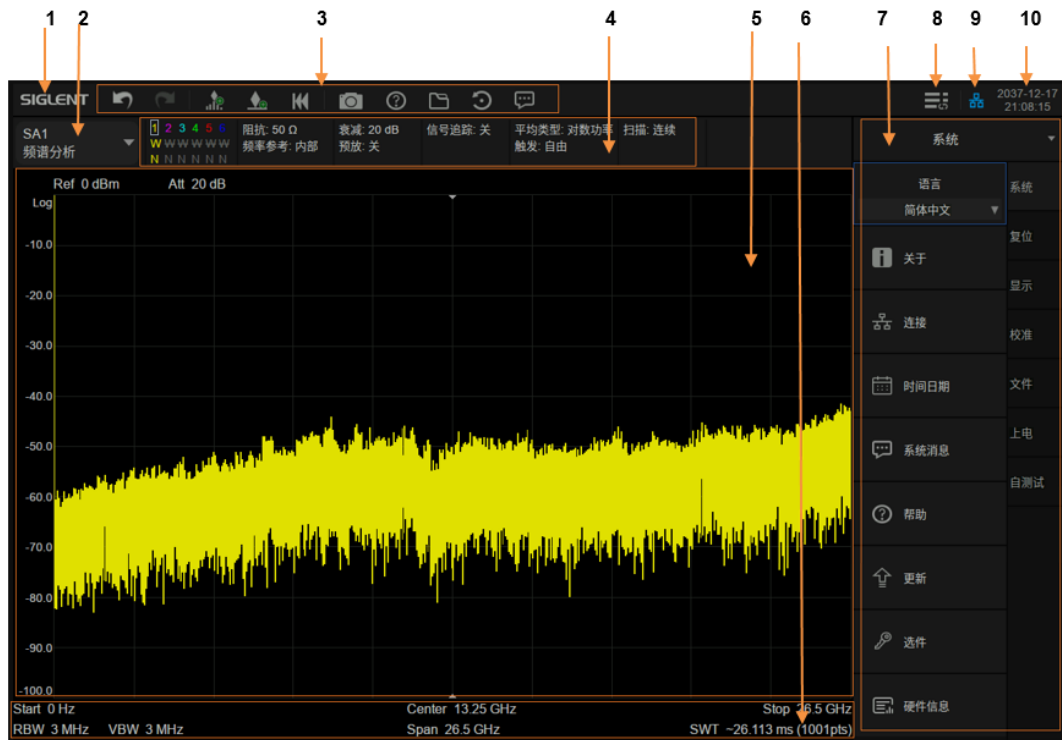 1 2 3 4 5 6 7 8 9 10
SIGLENT
2037-12-17
21:08:15
SA1
频谱分析
1 2 3 4 5 6
W W W W W W
N N N N N N
阻抗: 50 Ω
频率参考: 内部
衰减: 20 dB
预放: 关
信号追踪: 关
平均类型: 对数功率
触发: 自由
扫描: 连续
系统
Ref 0 dBm Att 20 dB
Log
-10.0
-20.0
-30.0
-40.0
-50.0
-60.0
-70.0
-80.0
-90.0
-100.0
语言
简体中文
关于
连接
时间日期
系统消息
帮助
更新
选件
硬件信息
系统
复位
显示
校准
文件
上电
自测试
Start 0 Hz Center 13.25 GHz Stop 26.5 GHz
RBW 3 MHz VBW 3 MHz Span 26.5 GHz SWT ~26.113 ms (1001pts)